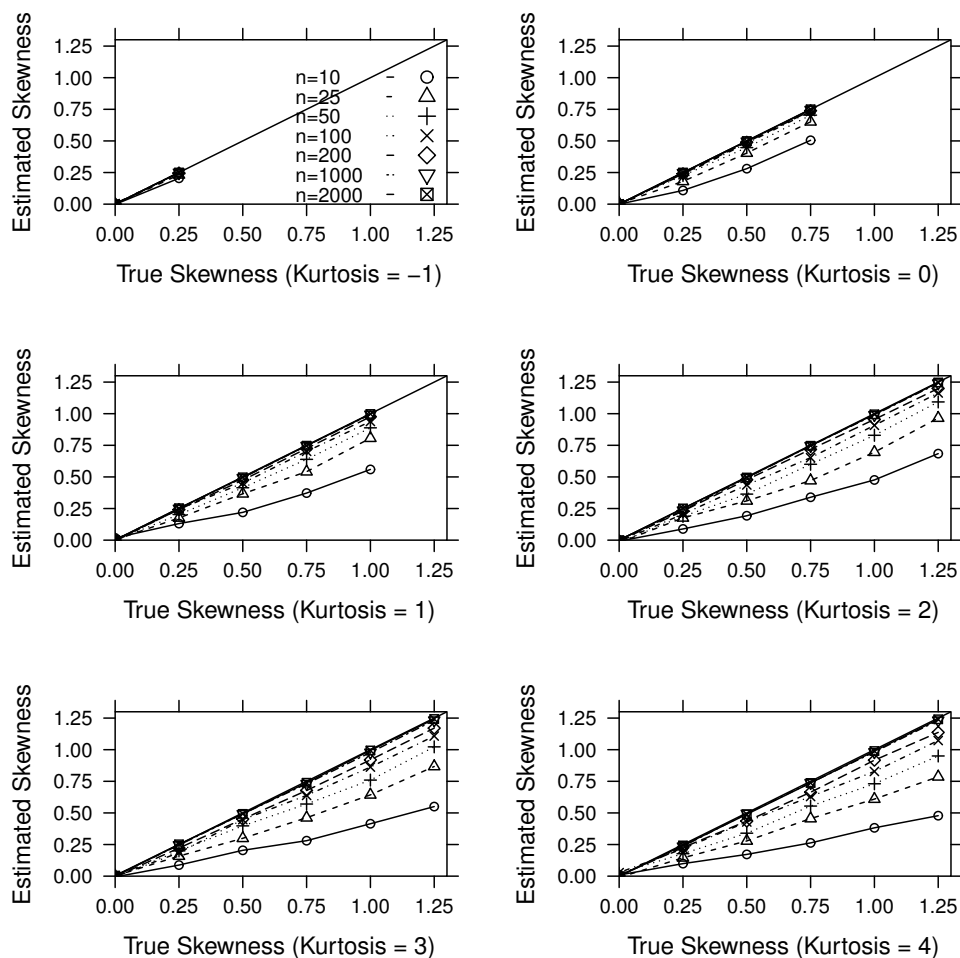 Estimated Skewness
1.25
1.00
0.75
0.50
0.25
0.00
n=10
n=25
n=50
n=100
n=200
n=1000
n=2000
0.00 0.25 0.50 0.75 1.00 1.25
True Skewness (Kurtosis = −1)
Estimated Skewness
1.25
1.00
0.75
0.50
0.25
0.00
0.00 0.25 0.50 0.75 1.00 1.25
True Skewness (Kurtosis = 0)
Estimated Skewness
1.25
1.00
0.75
0.50
0.25
0.00
0.00 0.25 0.50 0.75 1.00 1.25
True Skewness (Kurtosis = 1)
Estimated Skewness
1.25
1.00
0.75
0.50
0.25
0.00
0.00 0.25 0.50 0.75 1.00 1.25
True Skewness (Kurtosis = 2)
Estimated Skewness
1.25
1.00
0.75
0.50
0.25
0.00
0.00 0.25 0.50 0.75 1.00 1.25
True Skewness (Kurtosis = 3)
Estimated Skewness
1.25
1.00
0.75
0.50
0.25
0.00
0.00 0.25 0.50 0.75 1.00 1.25
True Skewness (Kurtosis = 4)